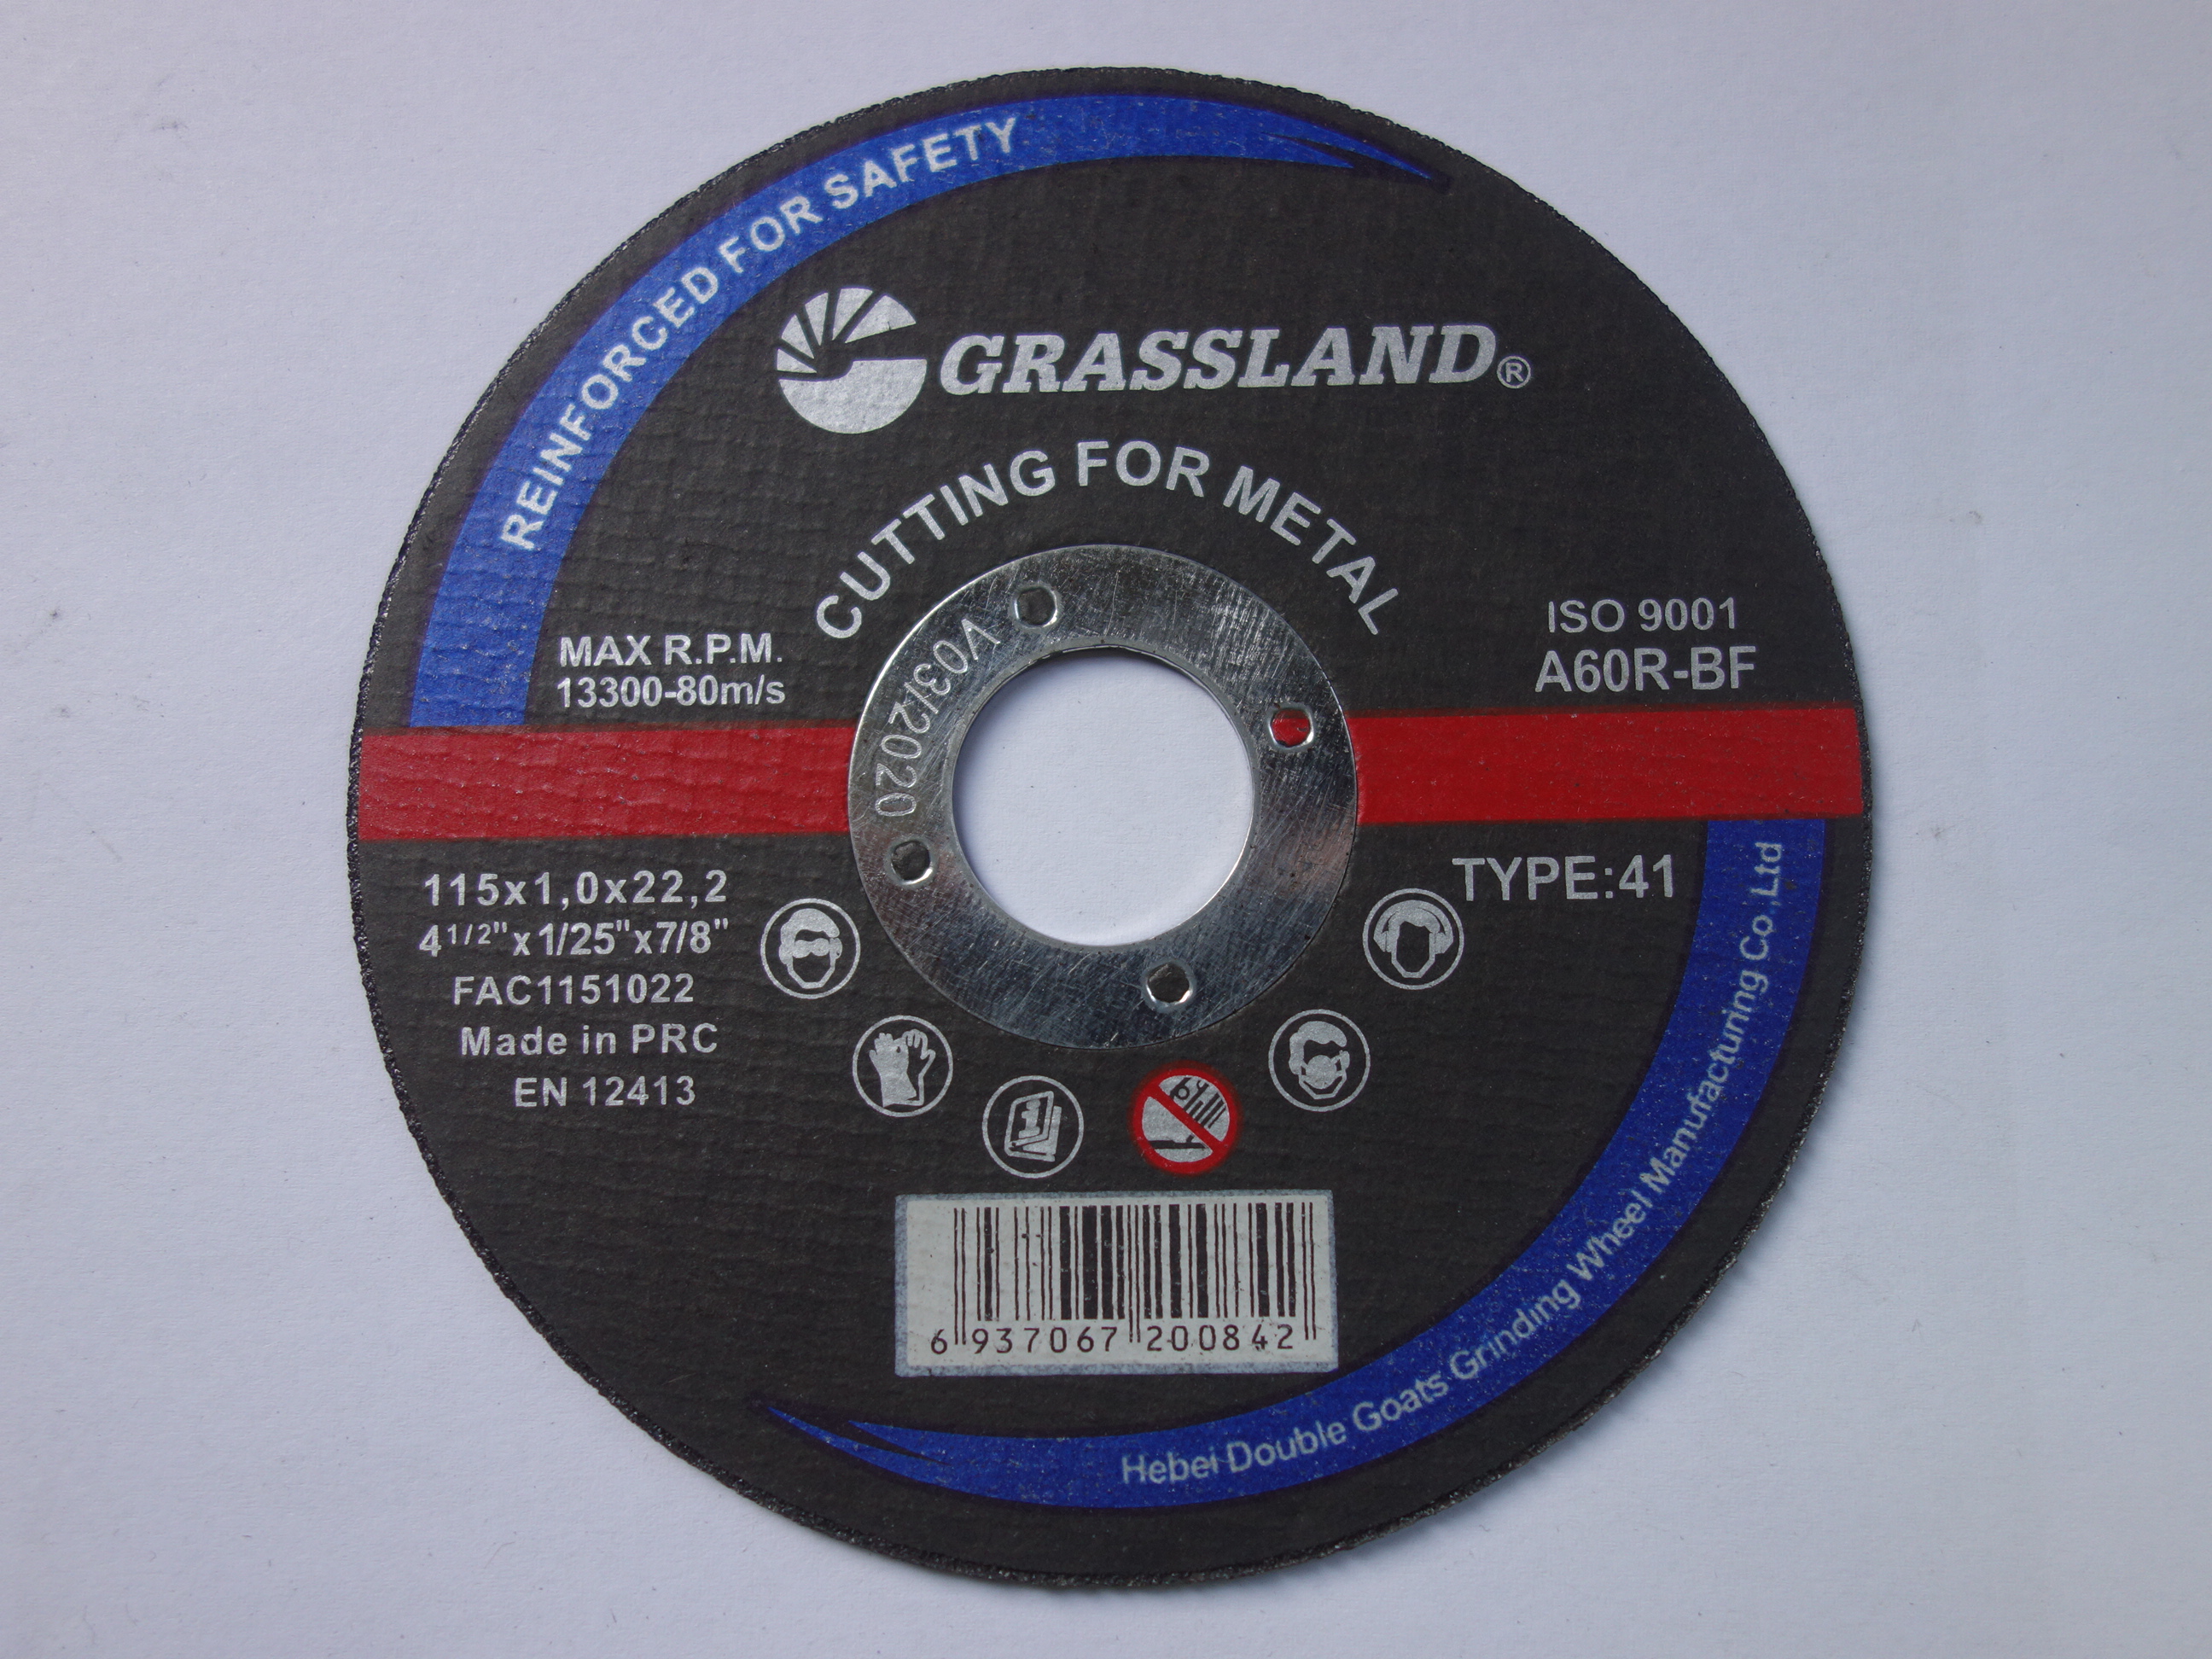 REINFORCED FOR SAFETY
GRASSLAND®
CUTTING FOR METAL
MAX R.P.M.
13300-80m/s
ISO 9001
A60R-BF
V03/2020
115x1,0x22,2
4 1/2"x1/25"x7/8"
FAC1151022
Made in PRC
EN 12413
TYPE:41
6 937067 200842
Hebei Double Goats Grinding Wheel Manufacturing Co.,Ltd